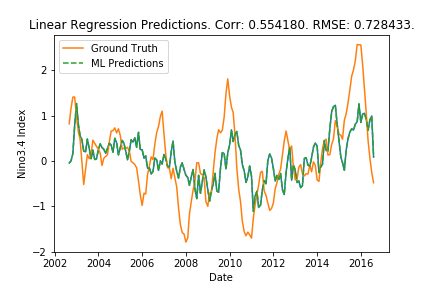 Linear Regression Predictions. Corr: 0.554180. RMSE: 0.728433.
Ground Truth
ML Predictions
Nino3.4 Index
2
1
0
−1
−2
2002 2004 2006 2008 2010 2012 2014 2016
Date